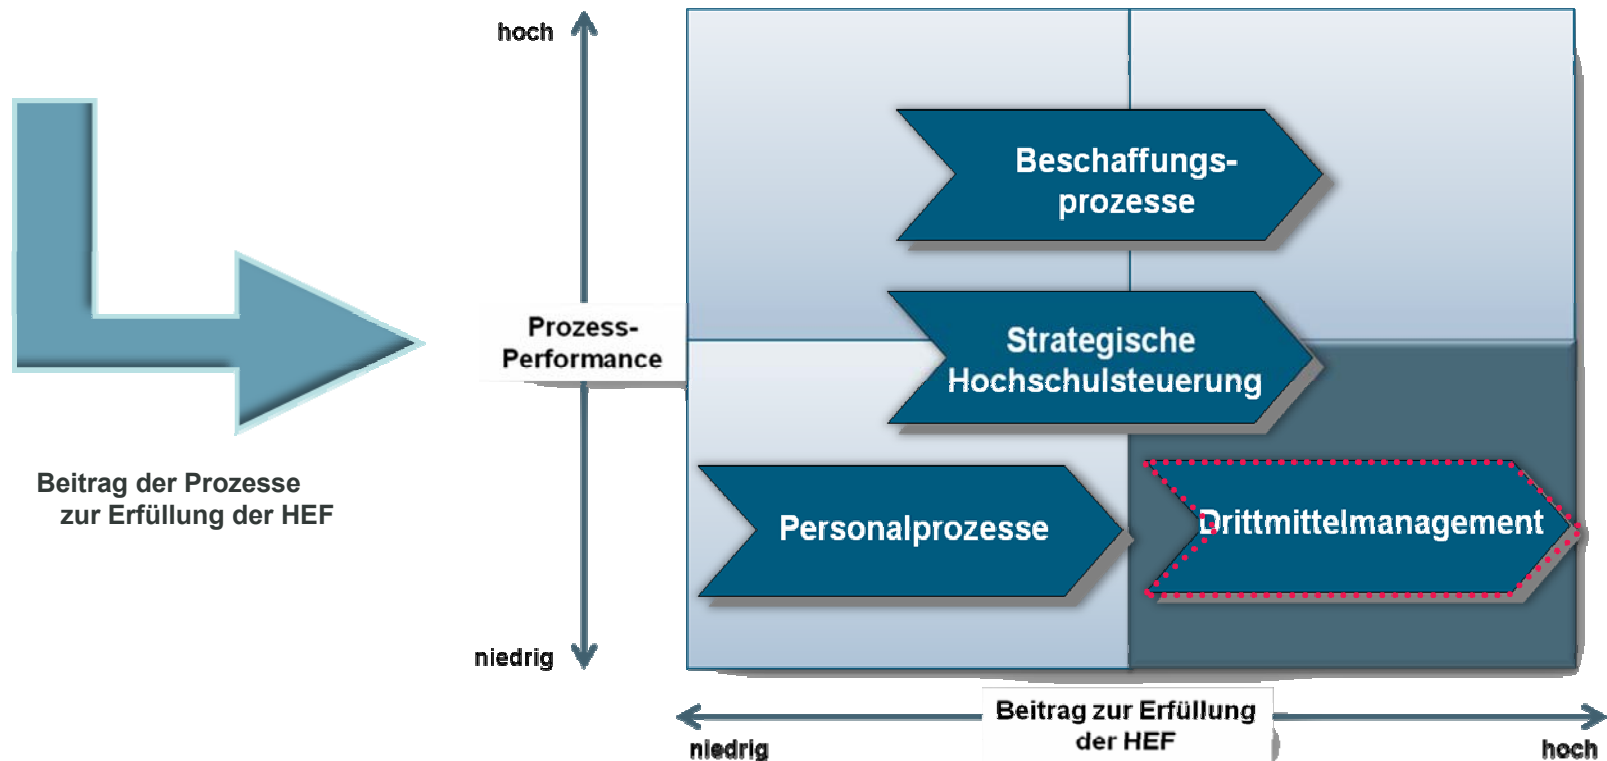 hoch
Beschaffungs-
prozesse
Prozess-
Performance
Strategische
Hochschulsteuerung
Beitrag der Prozesse
zur Erfüllung der HEF
Personalprozesse
Drittmittelmanagement
niedrig
Beitrag zur Erfüllung
der HEF
niedrig
hoch